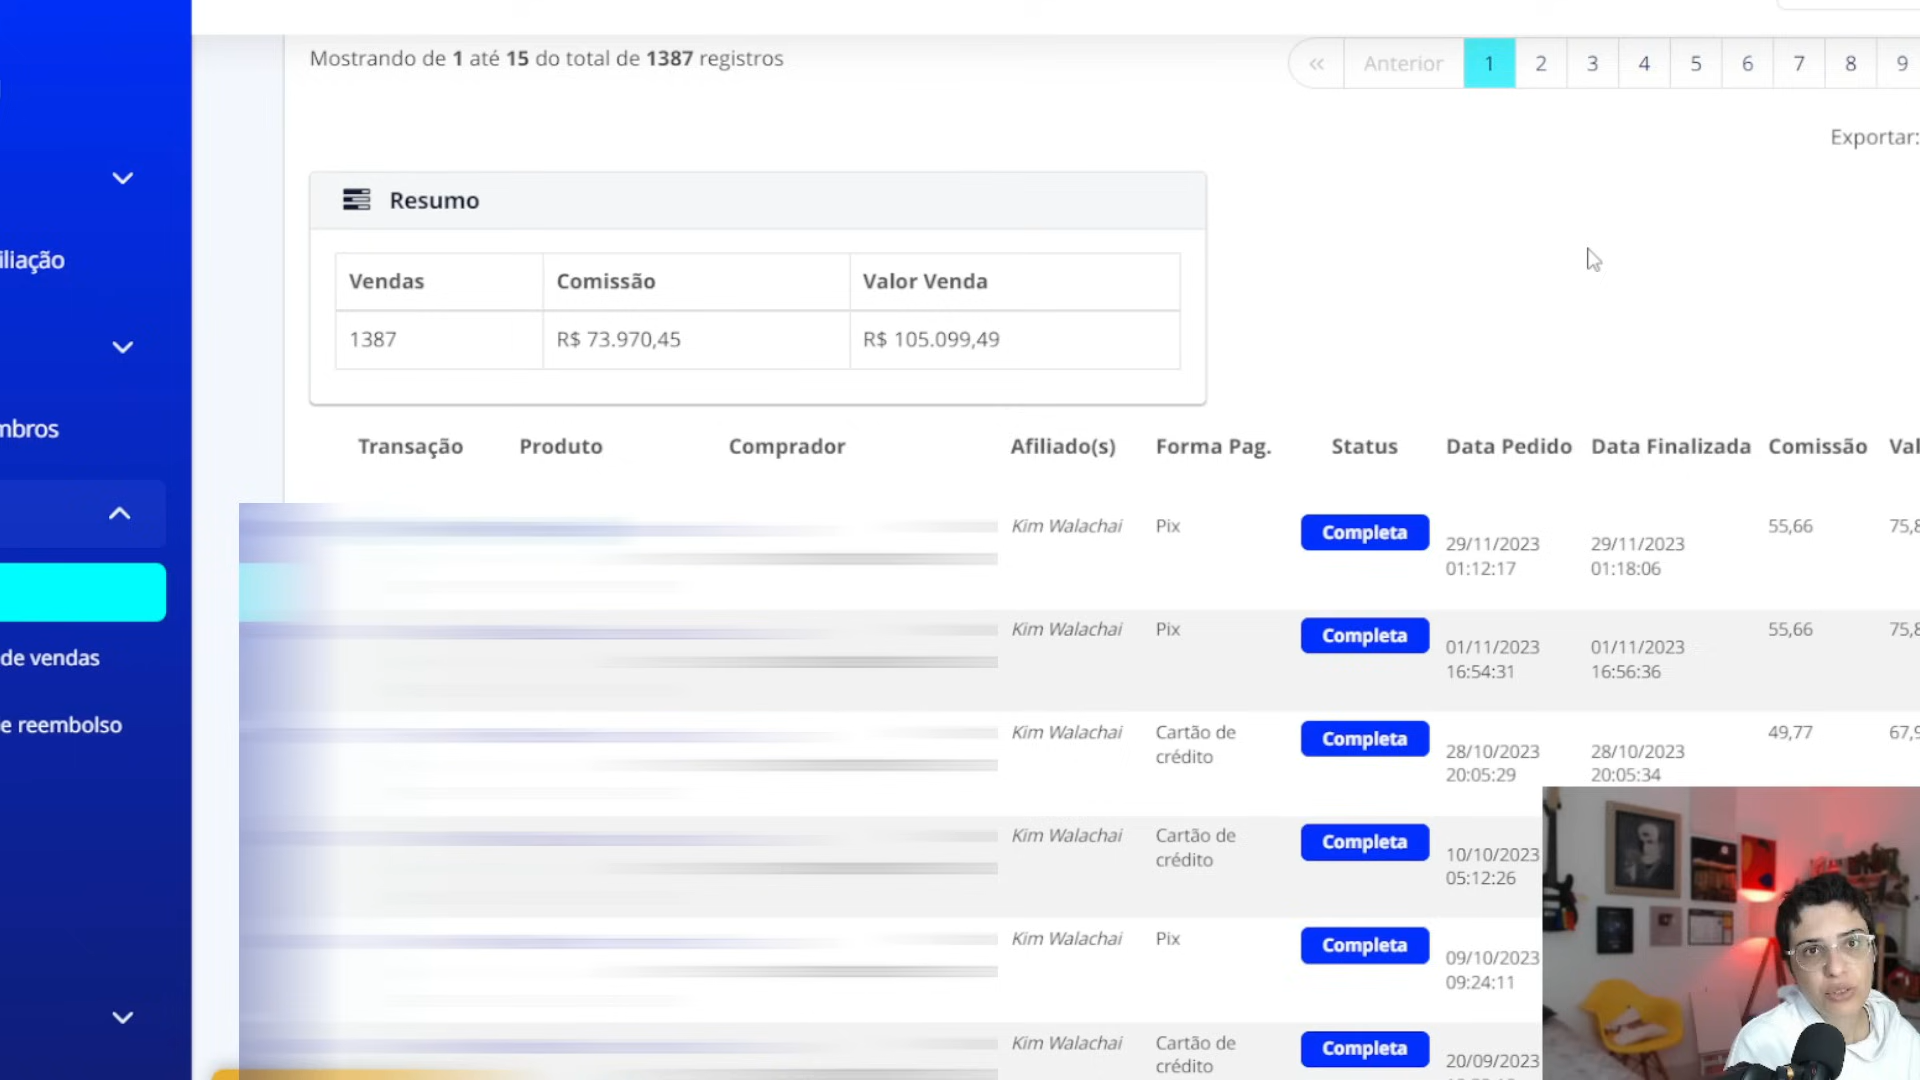 Mostrando de 1 até 15 do total de 1387 registros
« Anterior 1 2 3 4 5 6 7 8 9
Exportar:
Resumo
Vendas Comissão Valor Venda
1387 R$ 73.970,45 R$ 105.099,49
iliação
mbros
de vendas
e reembolso
Transação Produto Comprador Afiliado(s) Forma Pag. Status Data Pedido Data Finalizada Comissão Val
Kim Walachai Pix Completa 29/11/2023 29/11/2023 55,66 75,8
01:12:17 01:18:06
Kim Walachai Pix Completa 01/11/2023 01/11/2023 55,66 75,8
16:54:31 16:56:36
Kim Walachai Cartão de Completa 28/10/2023 28/10/2023 49,77 67,9
crédito 20:05:29 20:05:34
Kim Walachai Cartão de Completa 10/10/2023
crédito 05:12:26
Kim Walachai Pix Completa 09/10/2023
09:24:11
Kim Walachai Cartão de Completa 20/09/2023
crédito